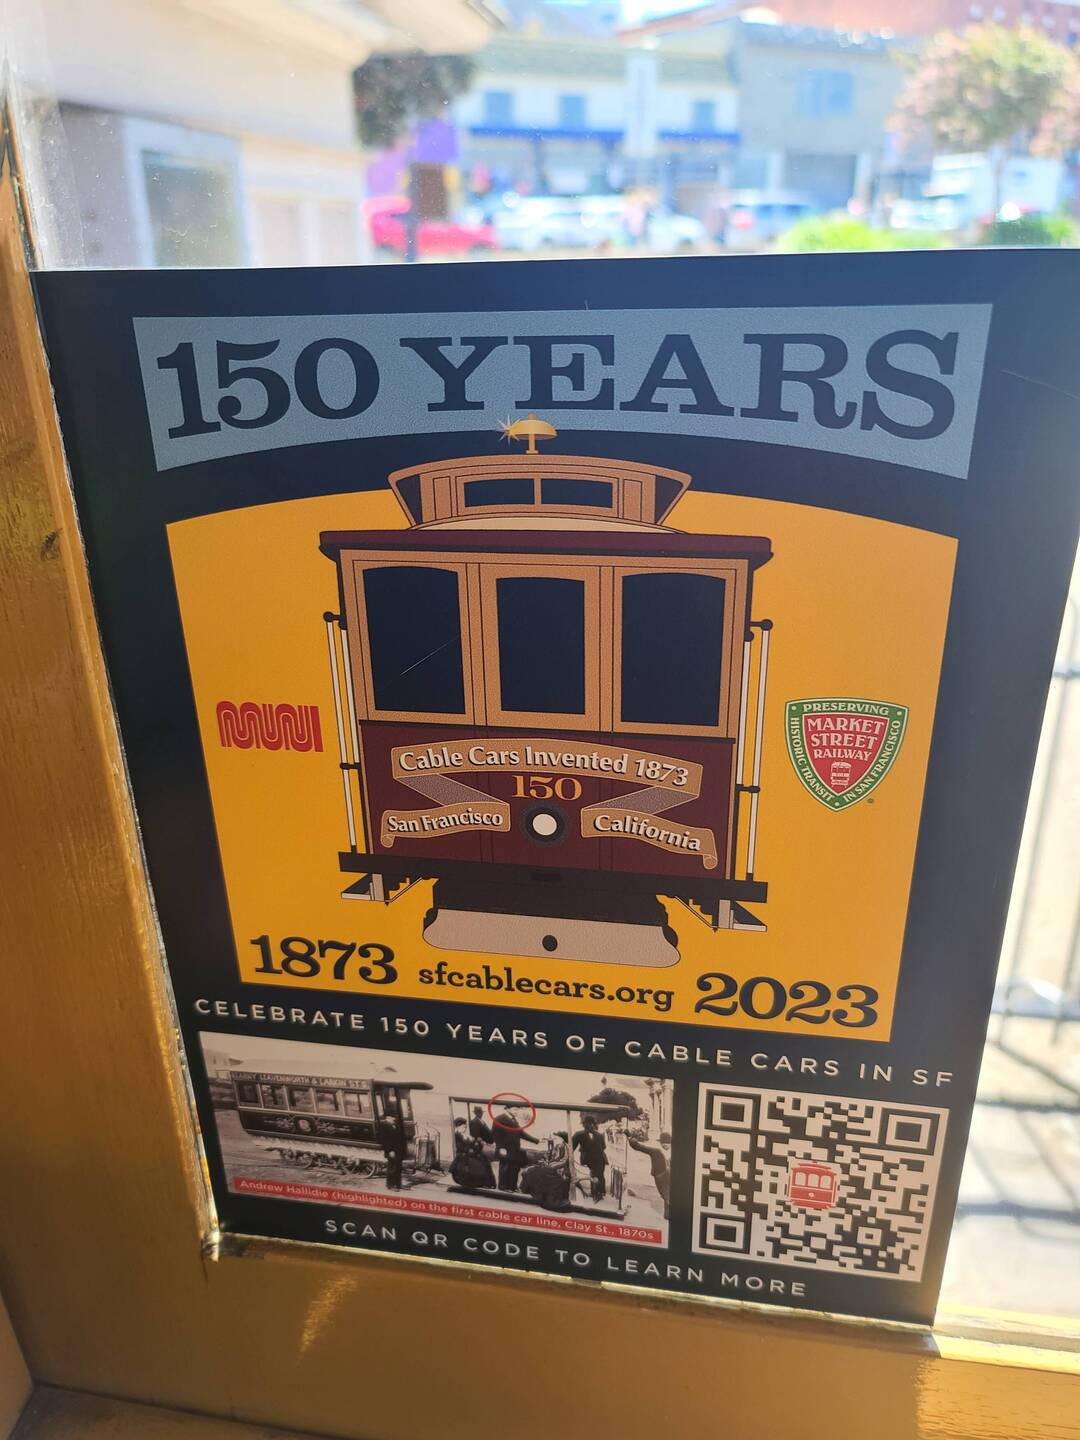 150 YEARS
MUNI
PRESERVING
HISTORIC TRANSIT
IN SAN FRANCISCO
MARKET
STREET
RAILWAY
Cable Cars Invented 1873
150
San Francisco
California
1873
sfcablecars.org
2023
CELEBRATE 150 YEARS OF CABLE CARS IN SF
LEAVENWORTH & LARKIN STS
Andrew Hallidie (highlighted) on the first cable car line, Clay St., 1870s
SCAN QR CODE TO LEARN MORE